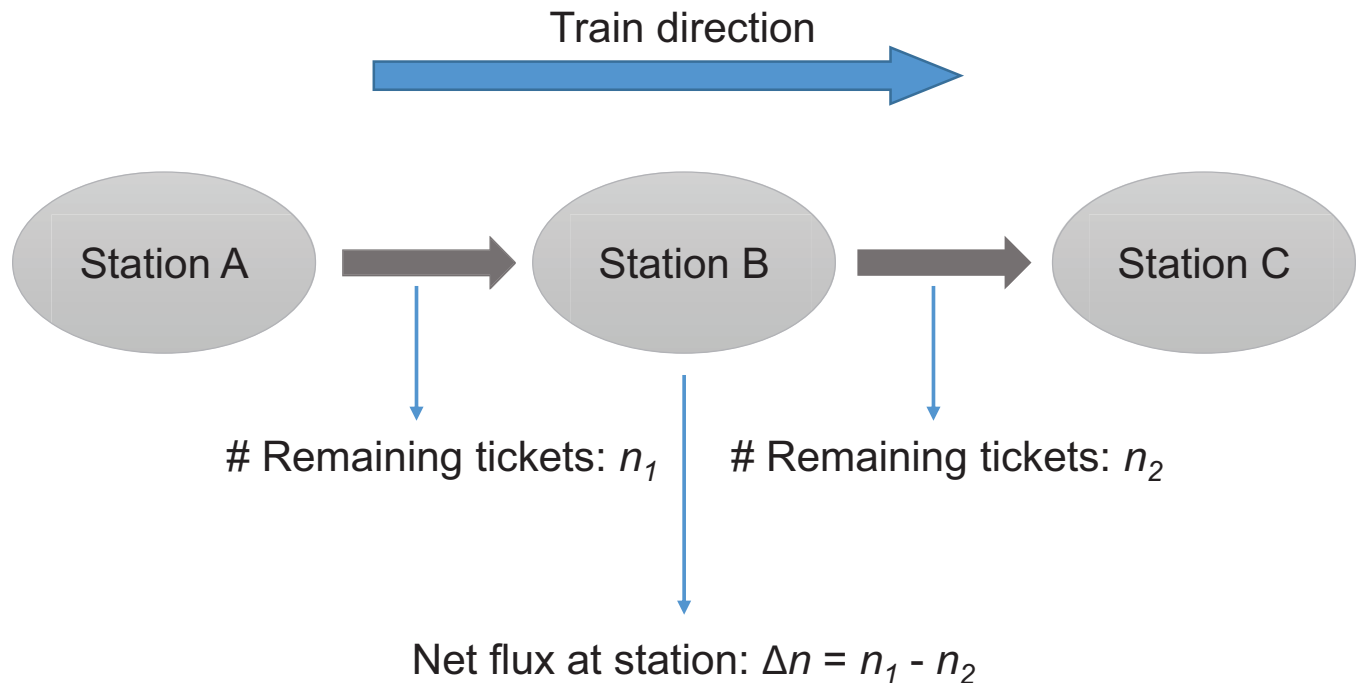 Train direction
Station A
Station B
Station C
# Remaining tickets: n₁
# Remaining tickets: n₂
Net flux at station: Δn = n₁ - n₂